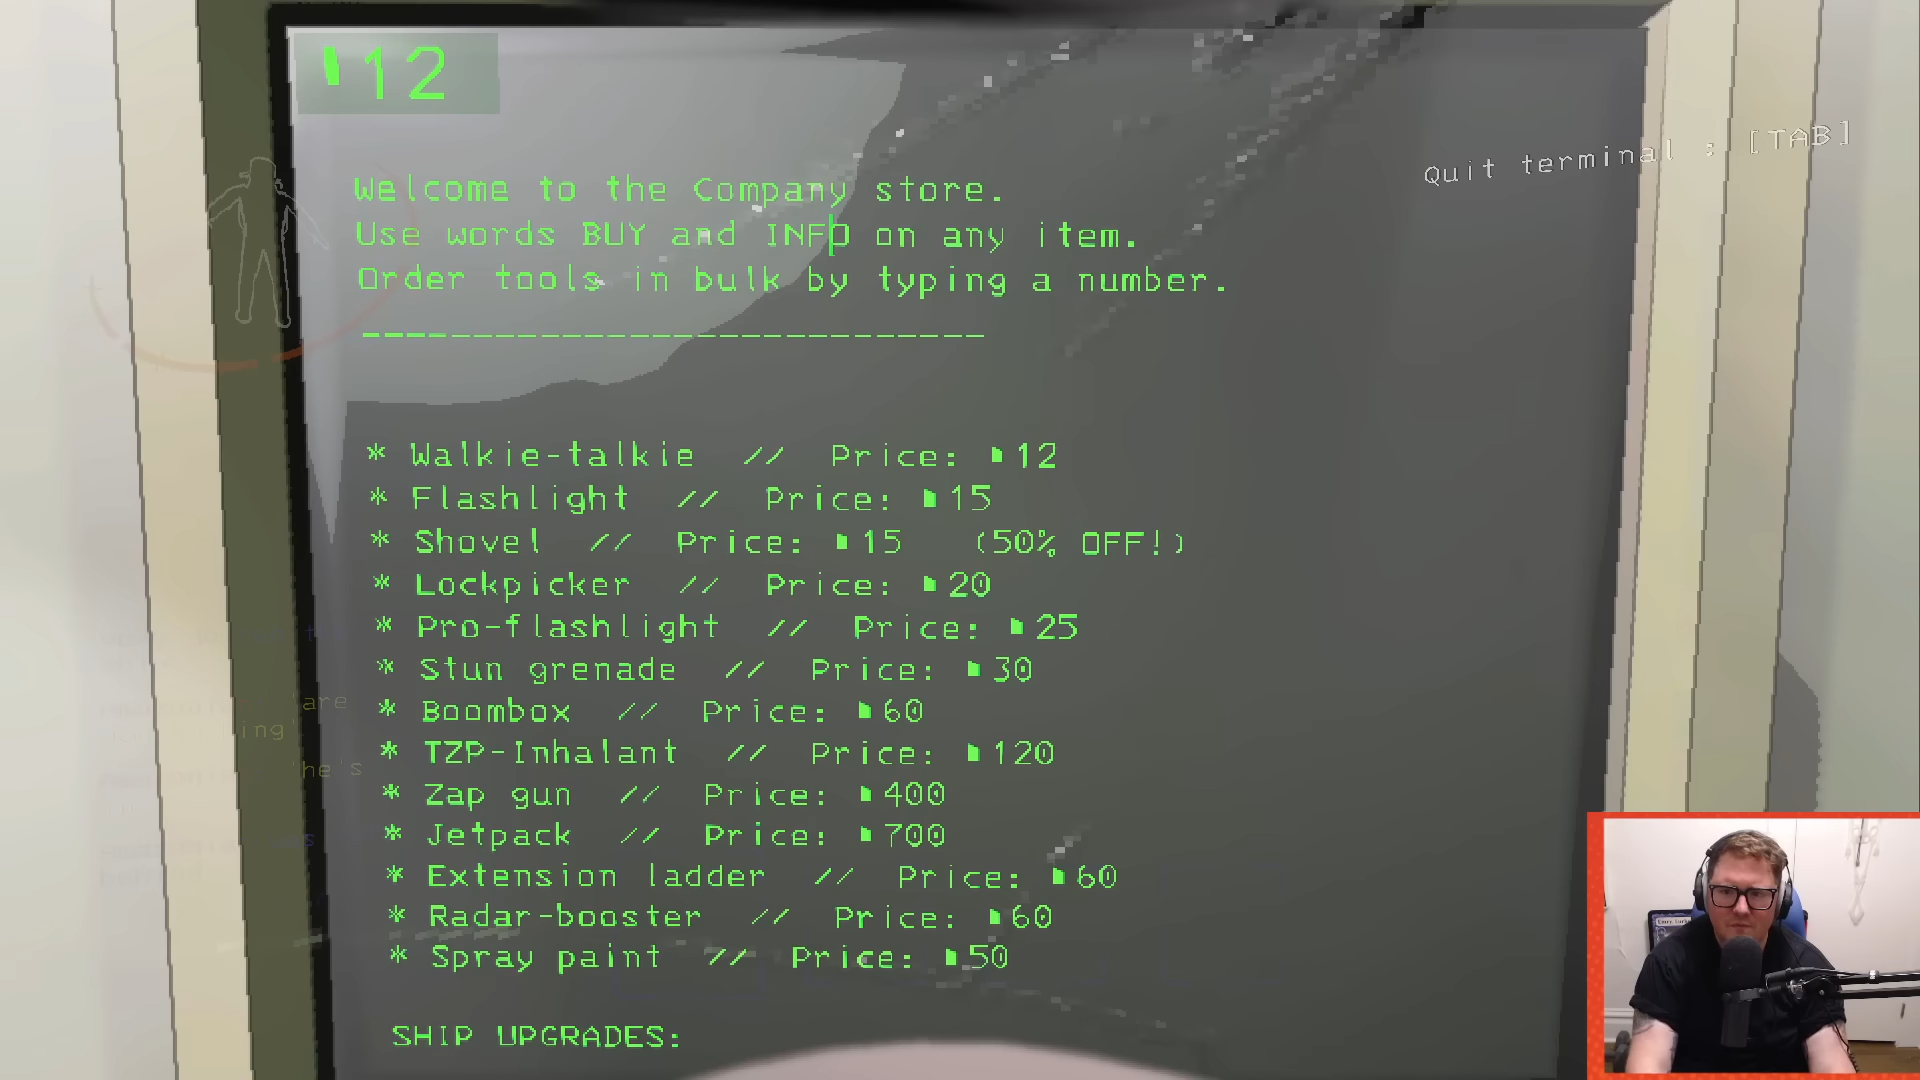 12
Quit terminal : [TAB]
Welcome to the Company store.
Use words BUY and INFO on any item.
Order tools in bulk by typing a number.
----------------------------
* Walkie-talkie // Price: ▮12
* Flashlight // Price: ▮15
* Shovel // Price: ▮15 (50% OFF!)
* Lockpicker // Price: ▮20
* Pro-flashlight // Price: ▮25
* Stun grenade // Price: ▮30
* Boombox // Price: ▮60
* TZP-Inhalant // Price: ▮120
* Zap gun // Price: ▮400
* Jetpack // Price: ▮700
* Extension ladder // Price: ▮60
* Radar-booster // Price: ▮60
* Spray paint // Price: ▮50
SHIP UPGRADES:
are
ing'
'he's